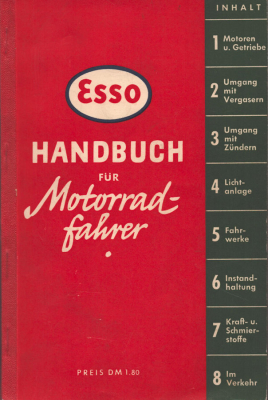 Esso
HANDBUCH
FÜR
Motorrad-
fahrer
PREIS DM 1.80
INHALT
1 Motoren
u. Getriebe
2 Umgang
mit
Vergasern
3 Umgang
mit
Zündern
4 Licht-
anlage
5 Fahr-
werke
6 Instand-
haltung
7 Kraft- u.
Schmier-
stoffe
8 Im
Verkehr